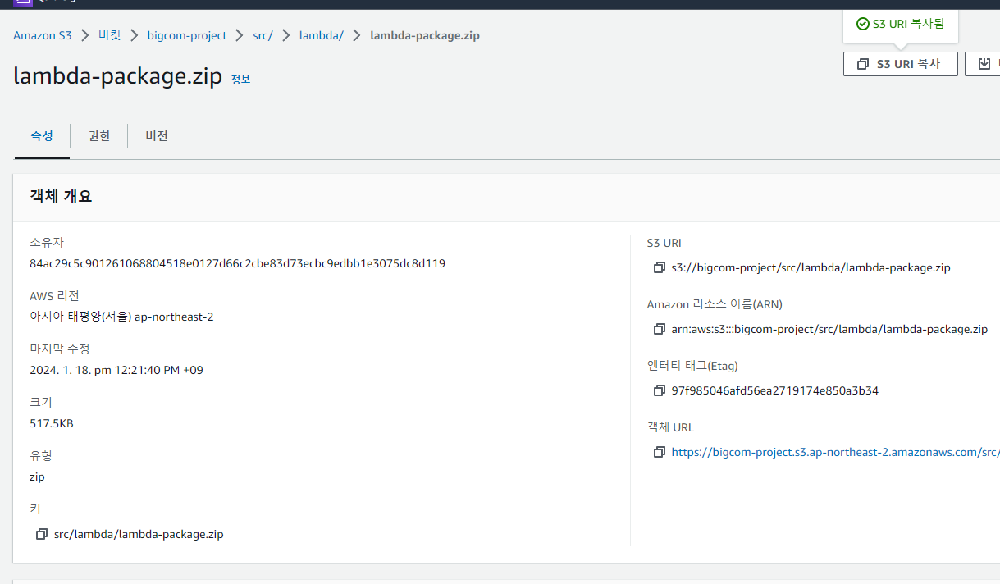 Amazon S3 > 버킷 > bigcom-project > src/ > lambda/ > lambda-package.zip
S3 URI 복사됨
lambda-package.zip 정보
S3 URI 복사
속성 권한 버전
객체 개요
소유자
84ac29c5c901261068804518e0127d66c2cbe83d73ecbc9edbb1e3075dc8d119
AWS 리전
아시아 태평양(서울) ap-northeast-2
마지막 수정
2024. 1. 18. pm 12:21:40 PM +09
크기
517.5KB
유형
zip
키
src/lambda/lambda-package.zip
S3 URI
s3://bigcom-project/src/lambda/lambda-package.zip
Amazon 리소스 이름(ARN)
arn:aws:s3:::bigcom-project/src/lambda/lambda-package.zip
엔터티 태그(Etag)
97f985046afd56ea2719174e850a3b34
객체 URL
https://bigcom-project.s3.ap-northeast-2.amazonaws.com/src/